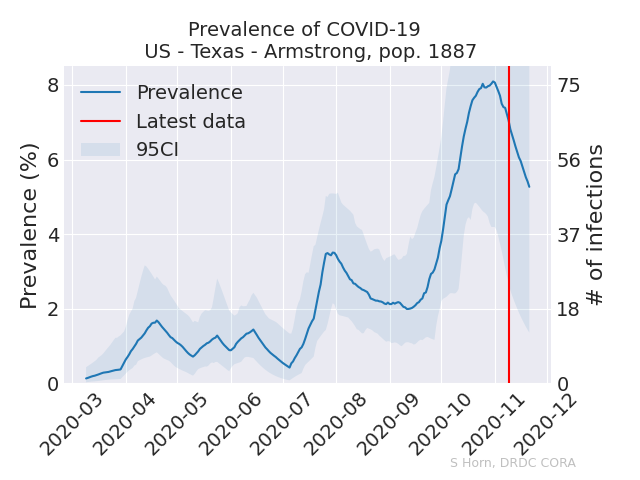 Prevalence of COVID-19
US - Texas - Armstrong, pop. 1887
Prevalence
Latest data
95CI
Prevalence (%)
8
6
4
2
0
75
56
37
18
0
# of infections
2020-03
2020-04
2020-05
2020-06
2020-07
2020-08
2020-09
2020-10
2020-11
2020-12
S Horn, DRDC CORA